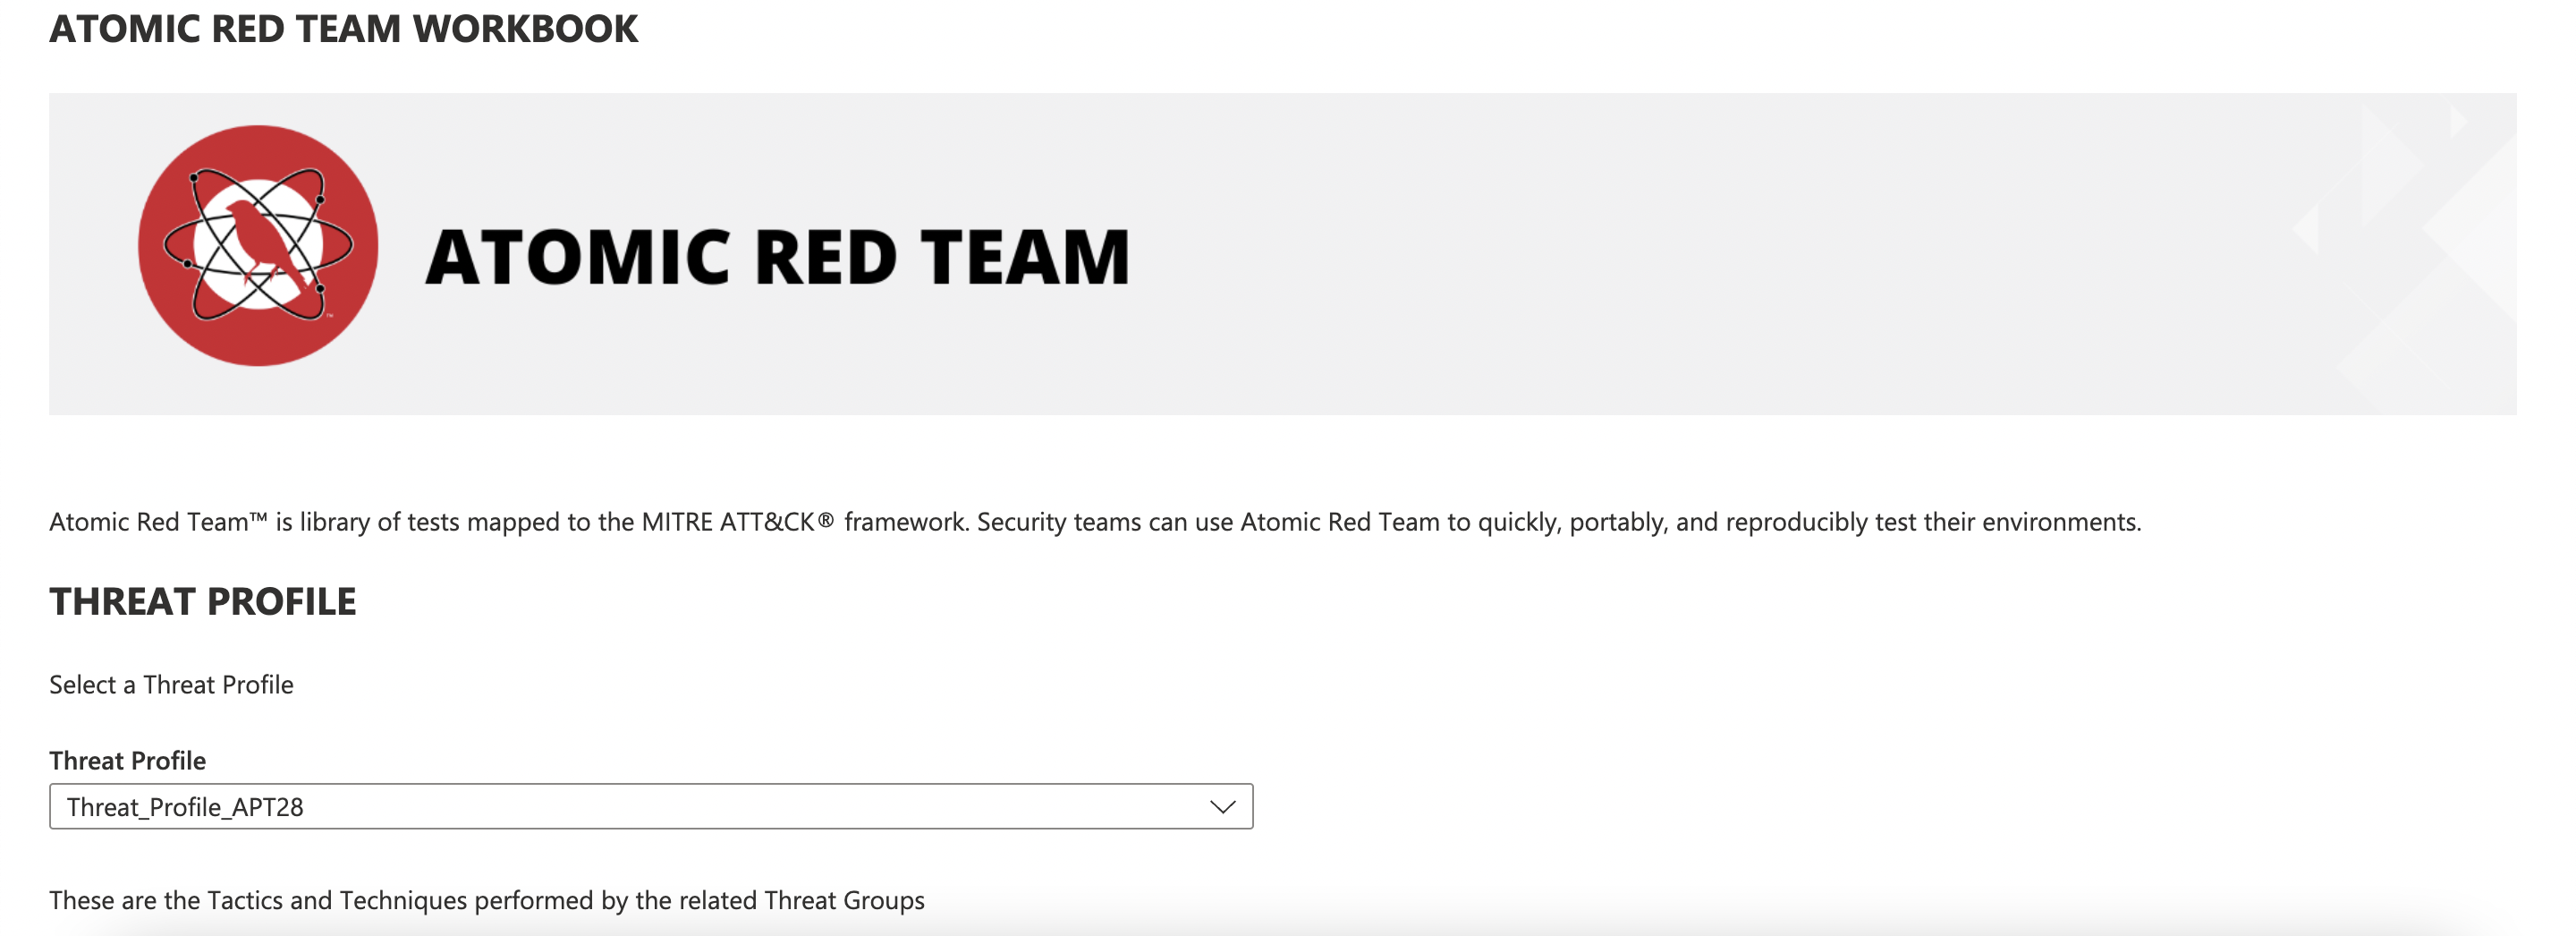 ATOMIC RED TEAM WORKBOOK
ATOMIC RED TEAM
™
Atomic Red Team™ is library of tests mapped to the MITRE ATT&CK® framework. Security teams can use Atomic Red Team to quickly, portably, and reproducibly test their environments.
THREAT PROFILE
Select a Threat Profile
Threat Profile
Threat_Profile_APT28
These are the Tactics and Techniques performed by the related Threat Groups